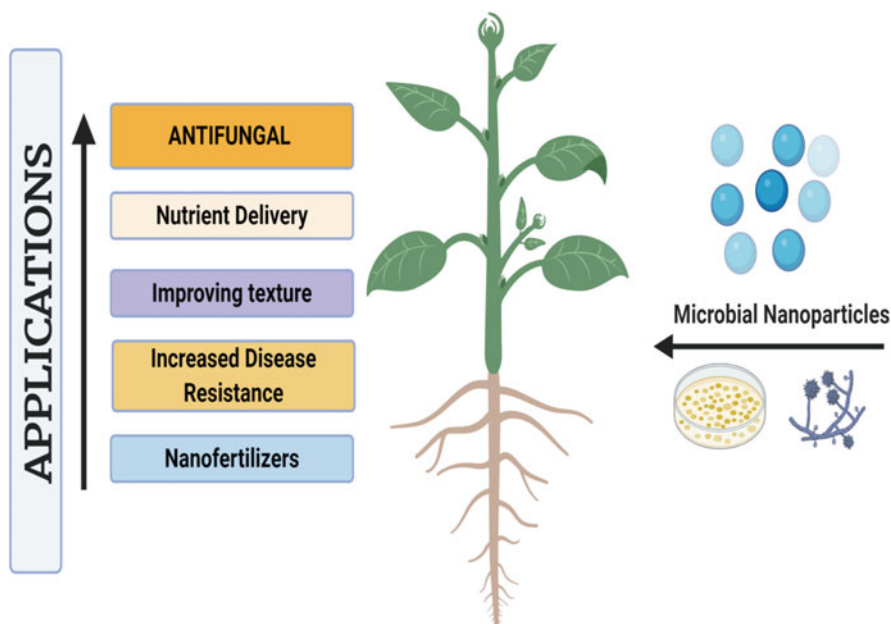 APPLICATIONS
ANTIFUNGAL
Nutrient Delivery
Improving texture
Increased Disease
Resistance
Nanofertilizers
Microbial Nanoparticles